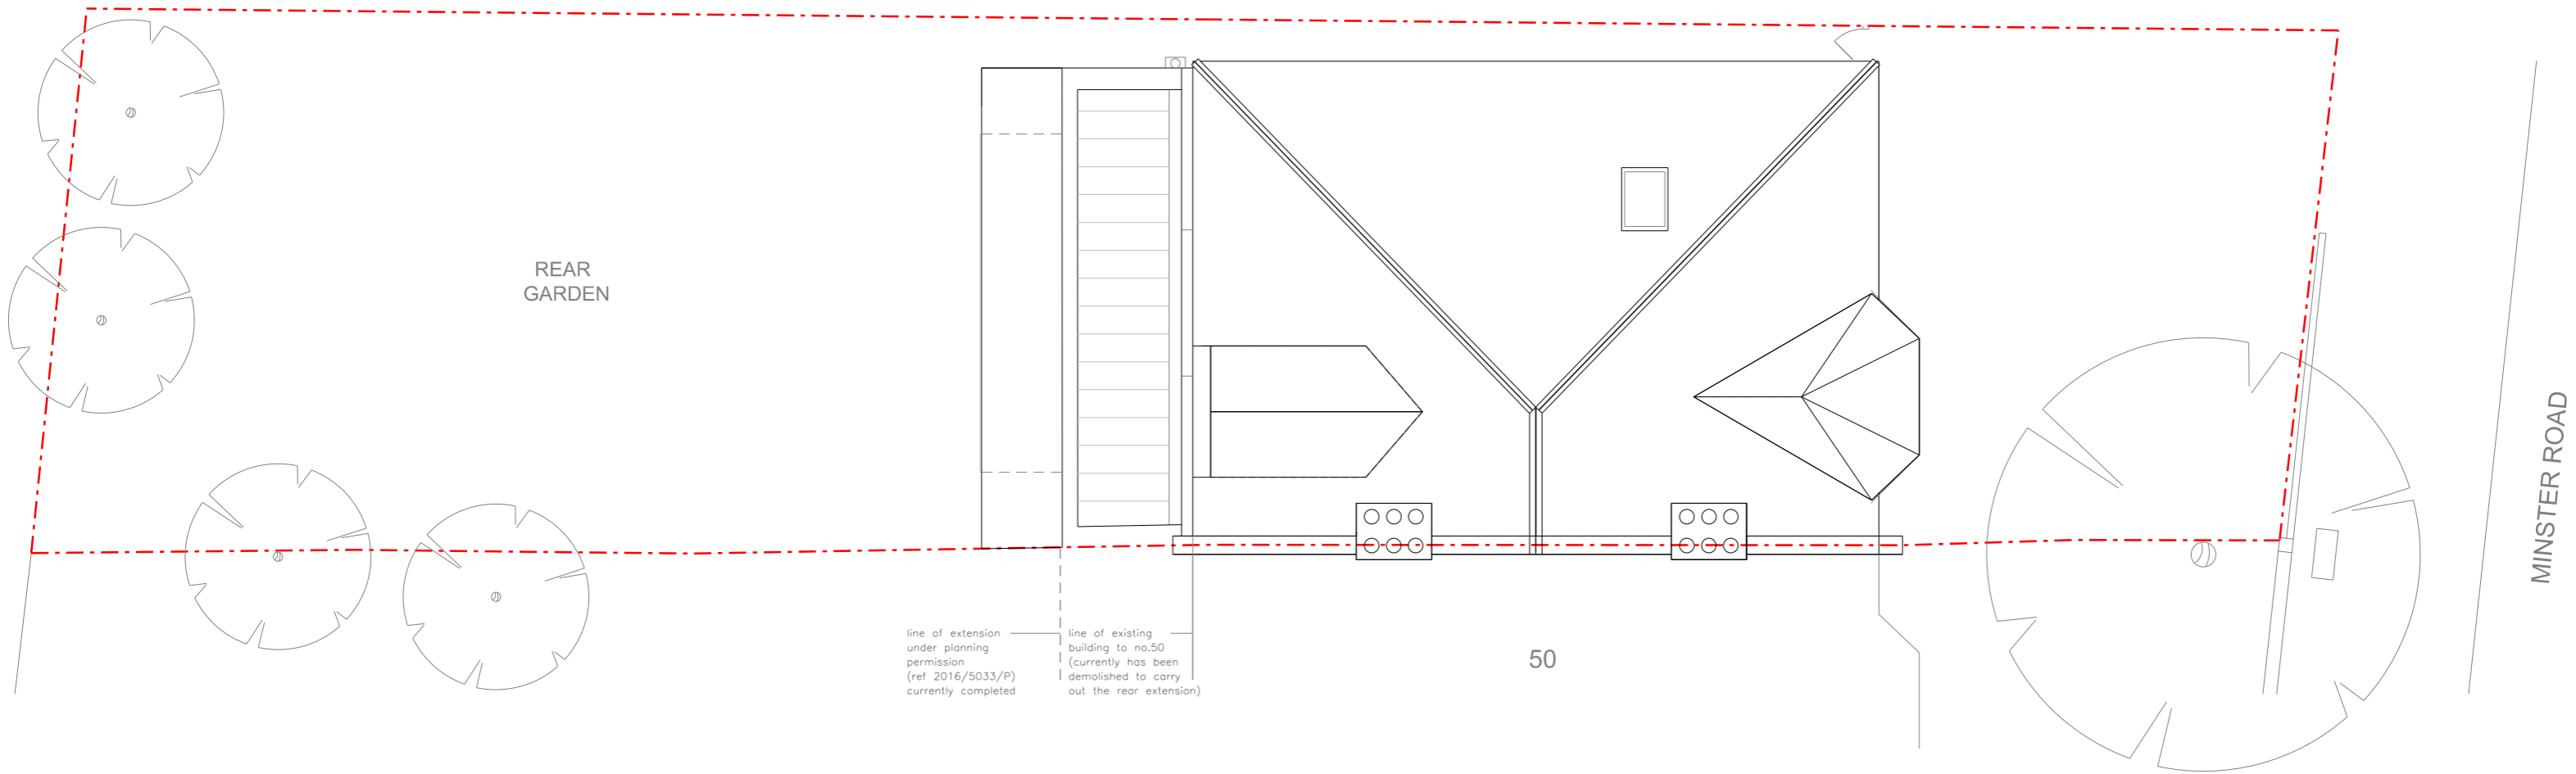 REAR
GARDEN
line of extension
under planning
permission
(ref 2016/5033/P)
currently completed
line of existing
building to no.50
(currently has been
demolished to carry
out the rear extension)
50
MINSTER ROAD